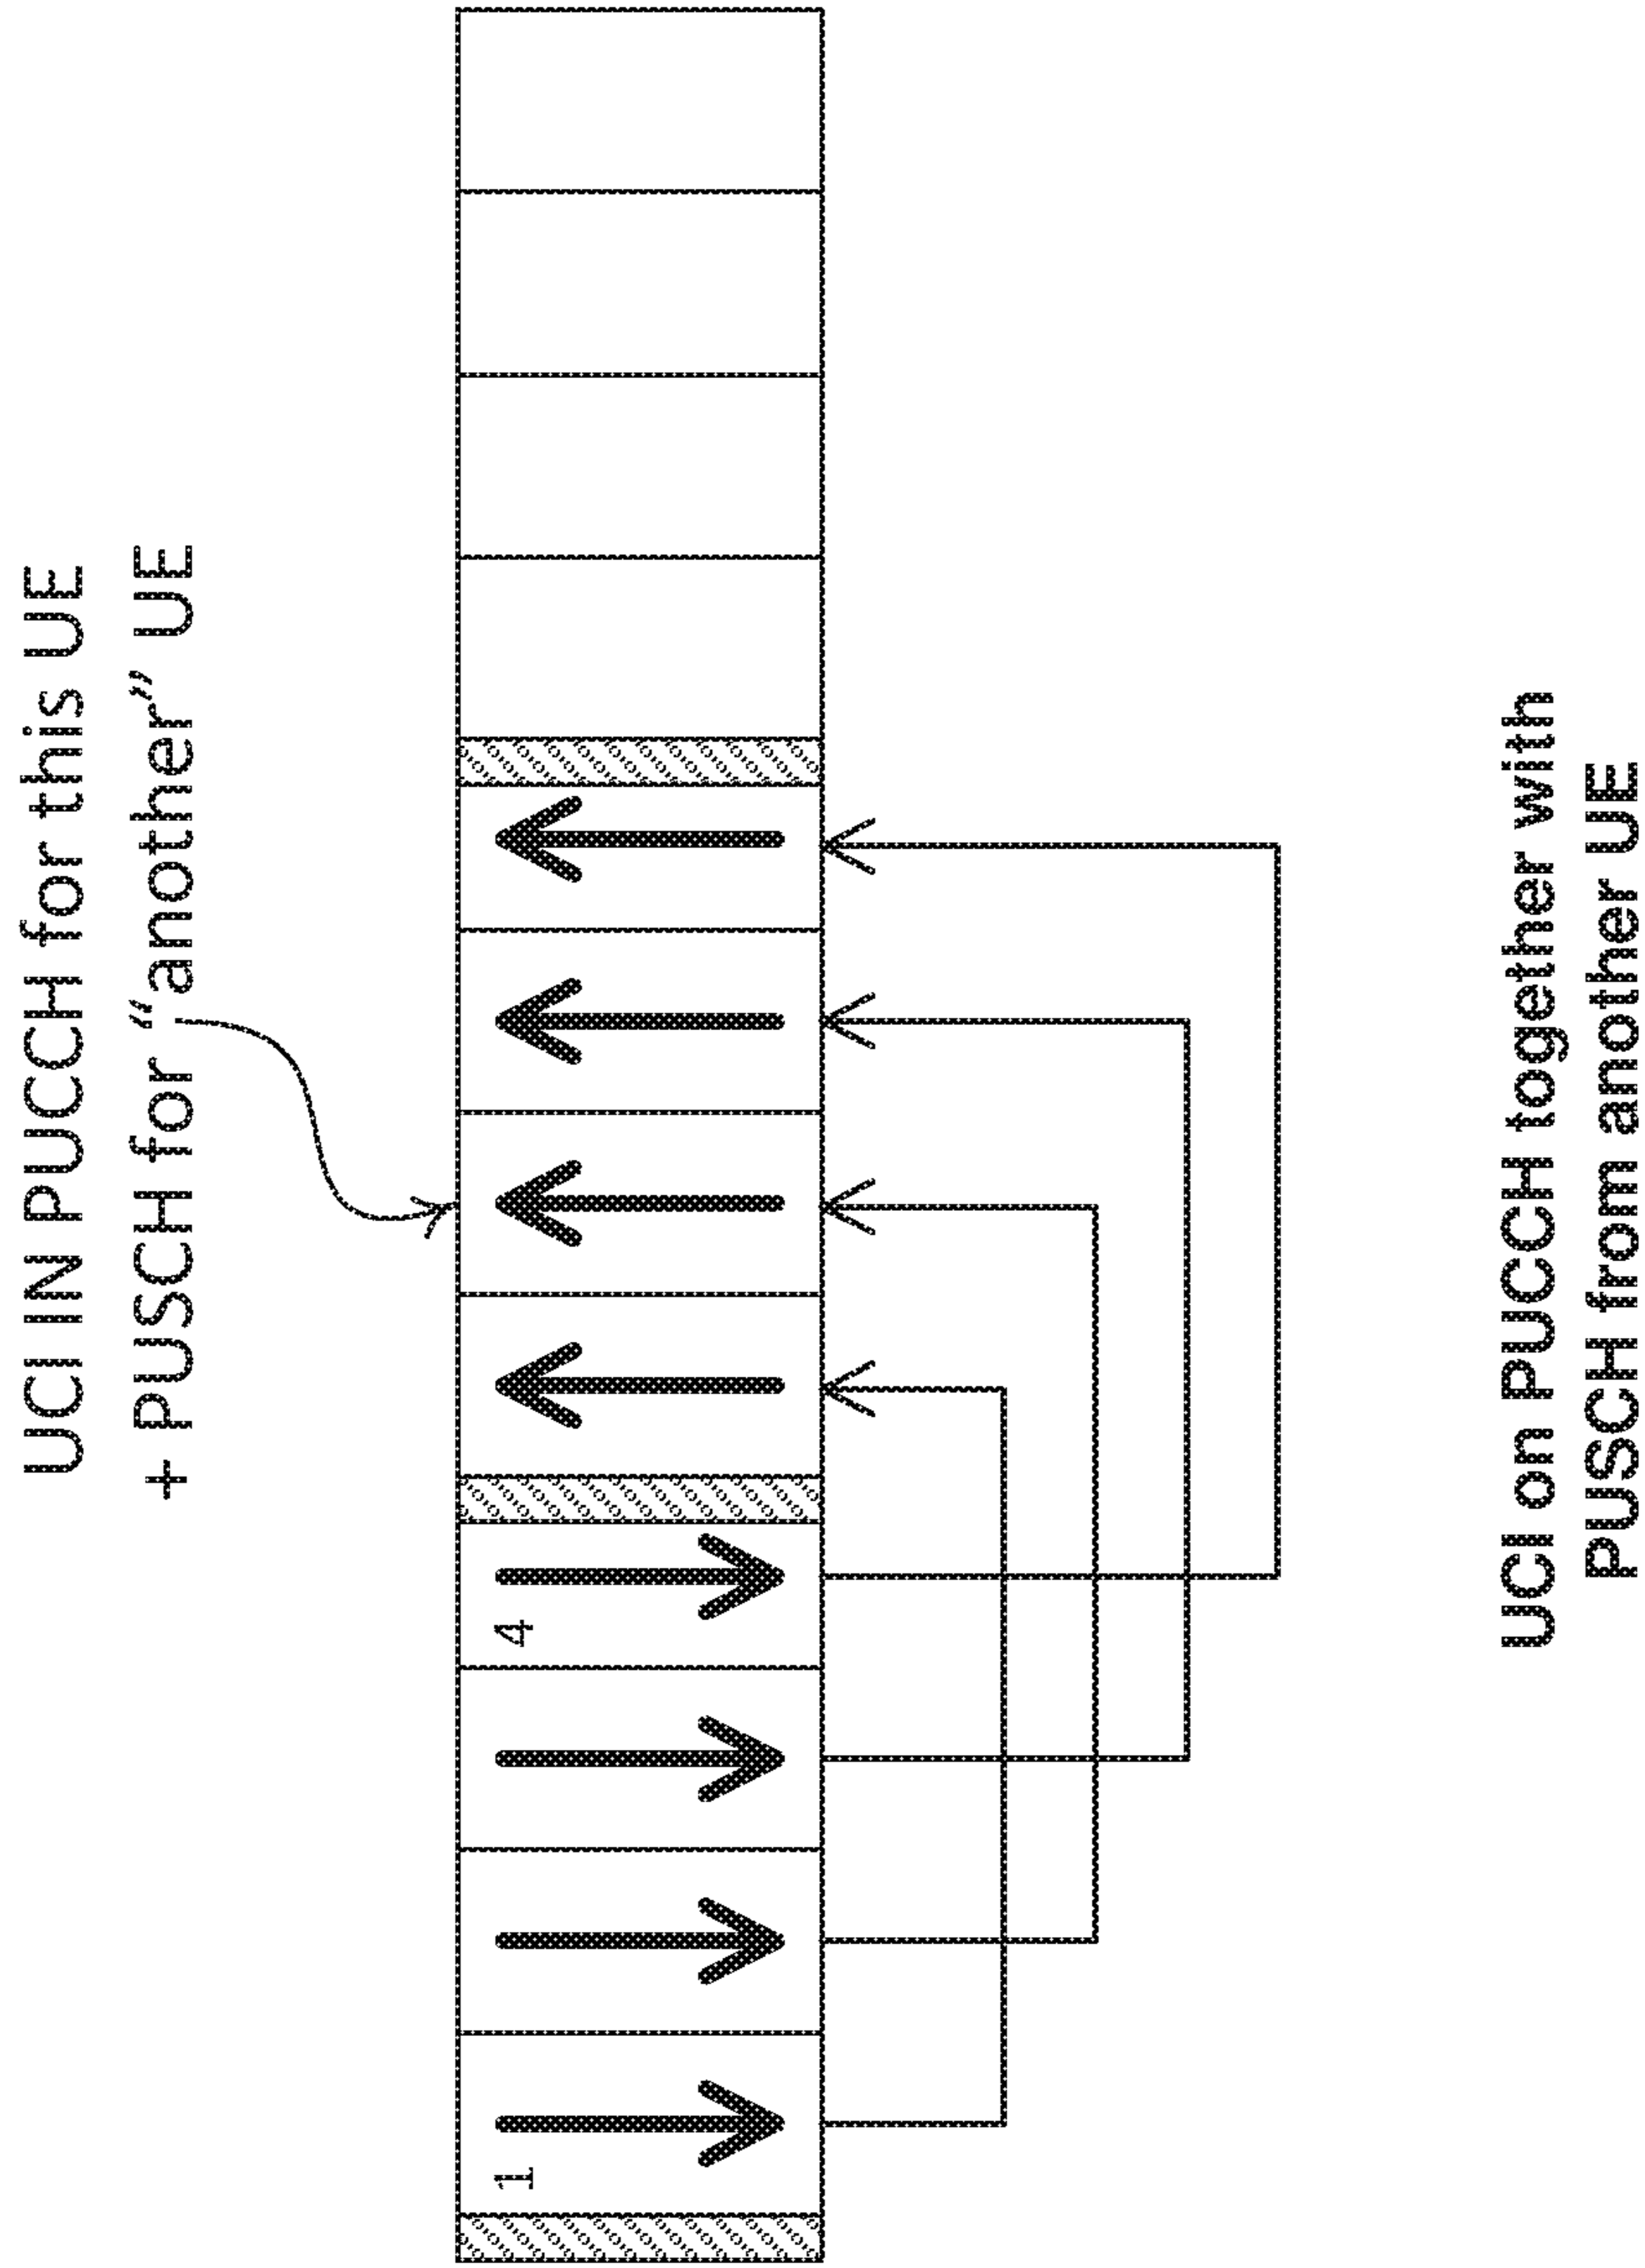 UCI IN PUCCH for this UE
+ PUSCH for “another” UE
1
4
UCI on PUCCH together with
PUSCH from another UE